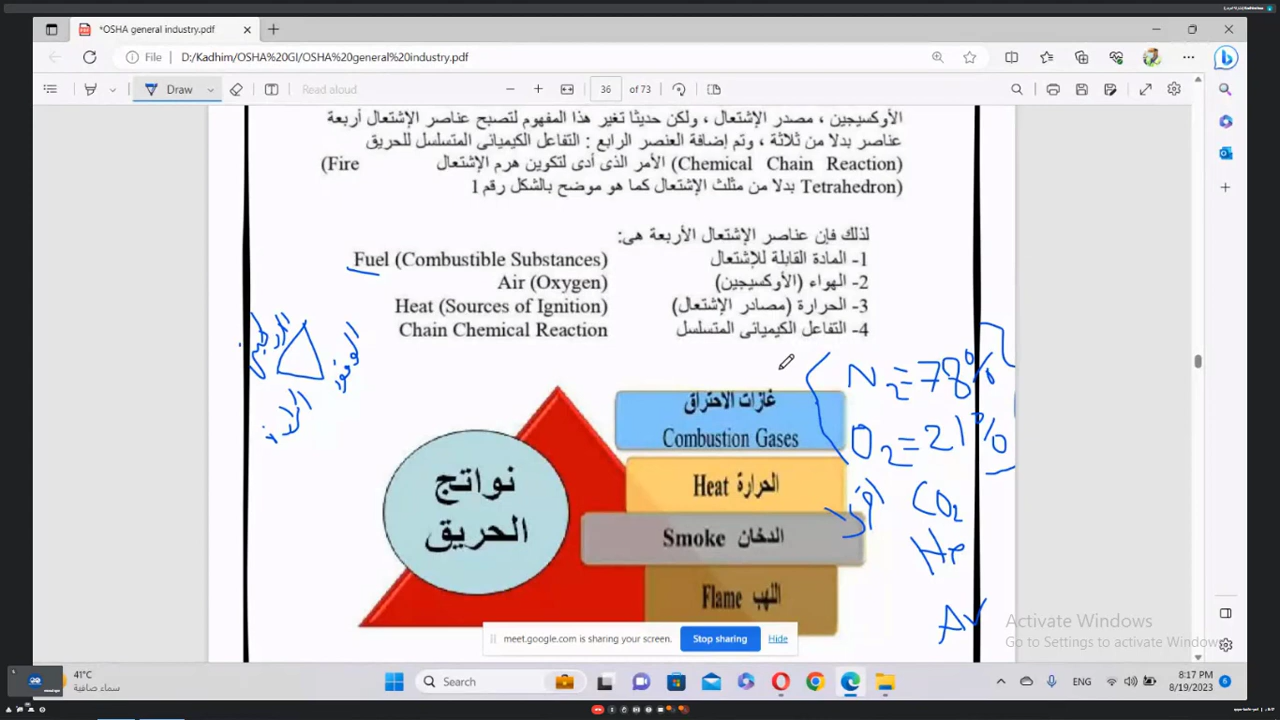 *OSHA general industry.pdf
File
D:/Kadhim/OSHA%20GI/OSHA%20general%20industry.pdf
Draw
Read aloud
36 of 73
الأوكسيجين ، مصدر الإشتعال ، ولكن حديثا تغير هذا المفهوم لتصبح عناصر الإشتعال أربعة
عناصر بدلا من ثلاثة ، وتم إضافة العنصر الرابع : التفاعل الكيميائى المتسلسل للحريق
(Chemical Chain Reaction) الأمر الذى أدى لتكوين هرم الإشتعال (Fire
Tetrahedron) بدلا من مثلث الإشتعال كما هو موضح بالشكل رقم 1
لذلك فإن عناصر الإشتعال الأربعة هى:
1- المادة القابلة للإشتعال Fuel (Combustible Substances)
2- الهواء (الأوكسيجين) Air (Oxygen)
3- الحرارة (مصادر الإشتعال) Heat (Sources of Ignition)
4- التفاعل الكيميائى المتسلسل Chain Chemical Reaction
N2=78%
O2=21%
CO2
He
Ar
نواتج
الحريق
غازات الاحتراق
Combustion Gases
الحرارة Heat
الدخان Smoke
اللهب Flame
Activate Windows
Go to Settings to activate Windows.
meet.google.com is sharing your screen.
Stop sharing
Hide
41°C
سماء صافية
Search
ENG
8:17 PM
8/19/2023